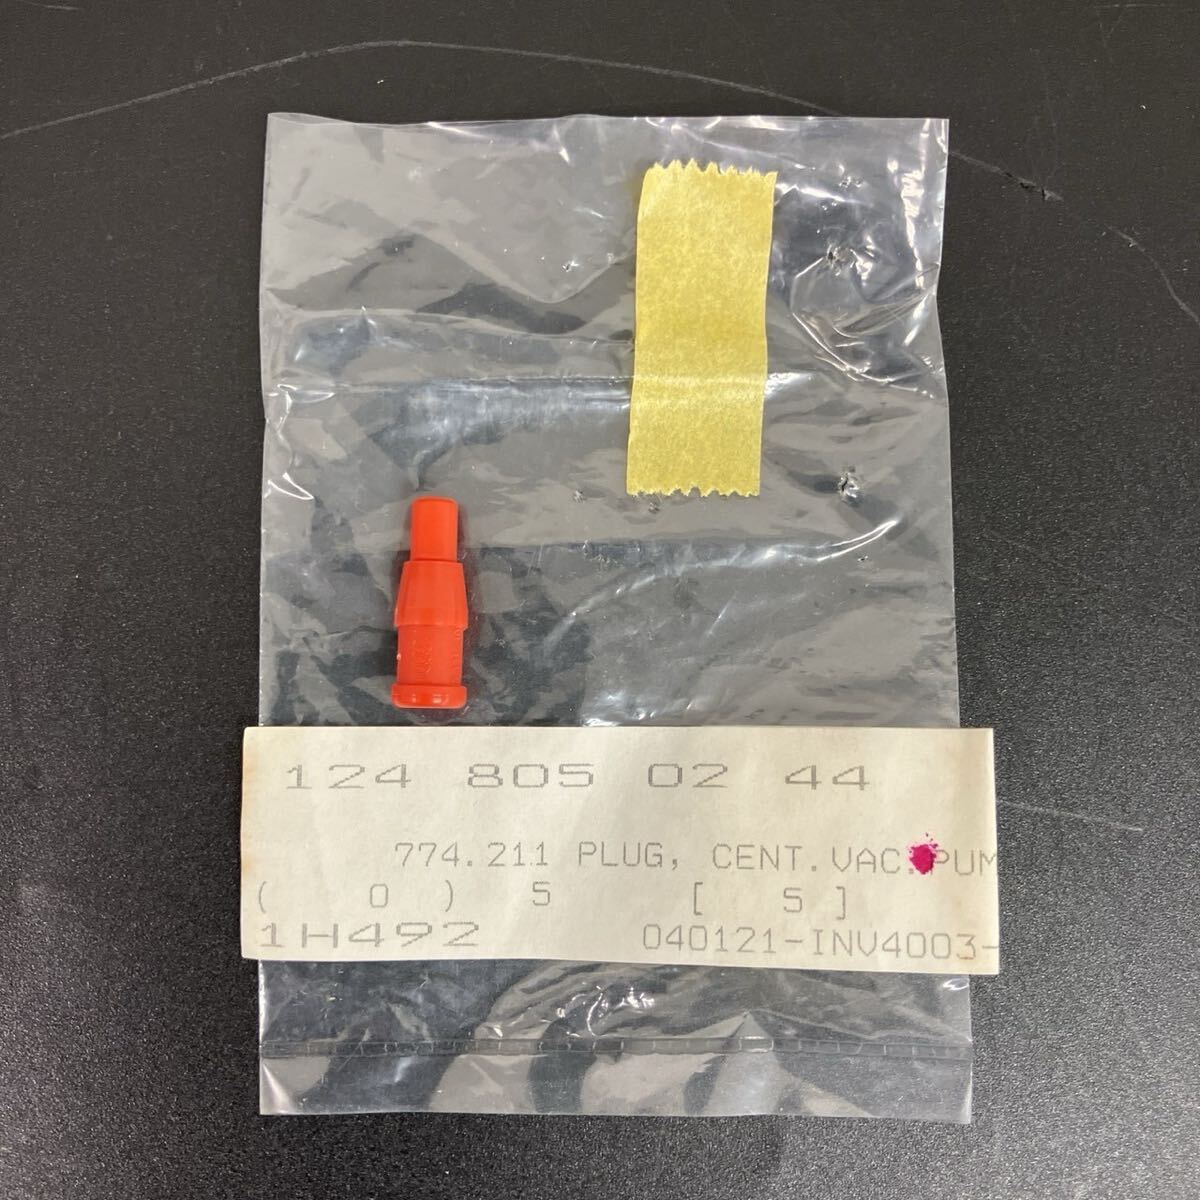 124 805 02 44
774.211 PLUG, CENT.VAC.PUM
( 0 ) 5 [ 5 ]
1H492 040121-INV4003-